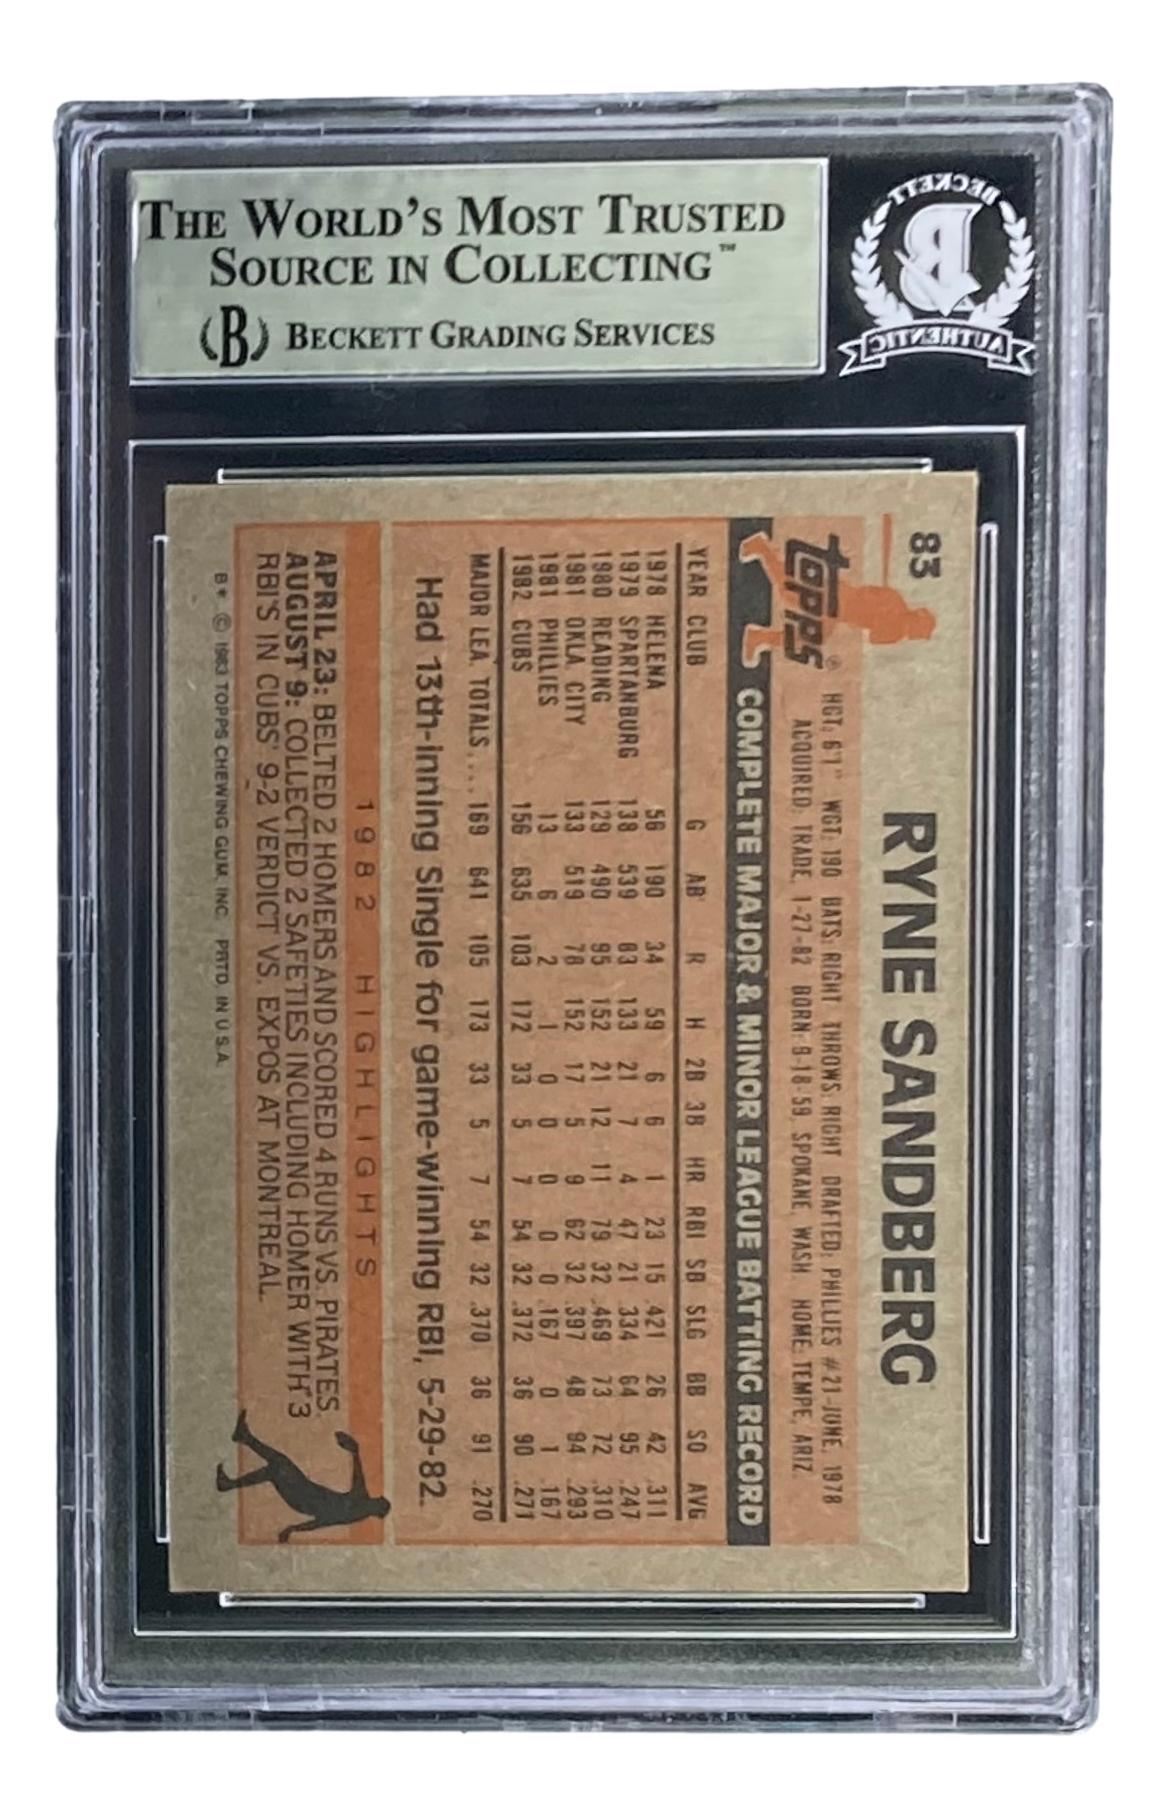 THE WORLD'S MOST TRUSTED
SOURCE IN COLLECTING™
(B) BECKETT GRADING SERVICES
BECKETT
B
AUTHENTIC
83
RYNE SANDBERG
TOPPS®
HGT: 6'1" WGT: 190 BATS: RIGHT THROWS: RIGHT DRAFTED: PHILLIES #21-JUNE, 1978
ACQUIRED: TRADE, 1-27-82 BORN: 9-18-59, SPOKANE, WASH. HOME: TEMPE, ARIZ.
COMPLETE MAJOR & MINOR LEAGUE BATTING RECORD
YEAR CLUB G AB R H 2B 3B HR RBI SB SLG BB SO AVG
1978 HELENA 56 190 34 59 6 6 1 23 15 .421 26 42 .311
1979 SPARTANBURG 138 539 83 133 21 7 4 47 21 .334 64 95 .247
1980 READING 129 490 95 152 21 12 11 79 32 .469 73 72 .310
1981 OKLA CITY 133 519 78 152 17 5 9 62 32 .397 48 94 .293
1981 PHILLIES 13 6 2 1 0 0 0 0 0 .167 0 1 .167
1982 CUBS 156 635 103 172 33 5 7 54 32 .372 36 90 .271
MAJOR LEA. TOTALS... 169 641 105 173 33 5 7 54 32 .370 36 91 .270
Had 13th-inning Single for game-winning RBI, 5-29-82.
1982 HIGHLIGHTS
APRIL 23: BELTED 2 HOMERS AND SCORED 4 RUNS VS. PIRATES.
AUGUST 9: COLLECTED 2 SAFETIES INCLUDING HOMER WITH 3
RBI'S IN CUBS' 9-2 VERDICT VS. EXPOS AT MONTREAL.
B* © 1983 TOPPS CHEWING GUM, INC. PRTD. IN U.S.A.